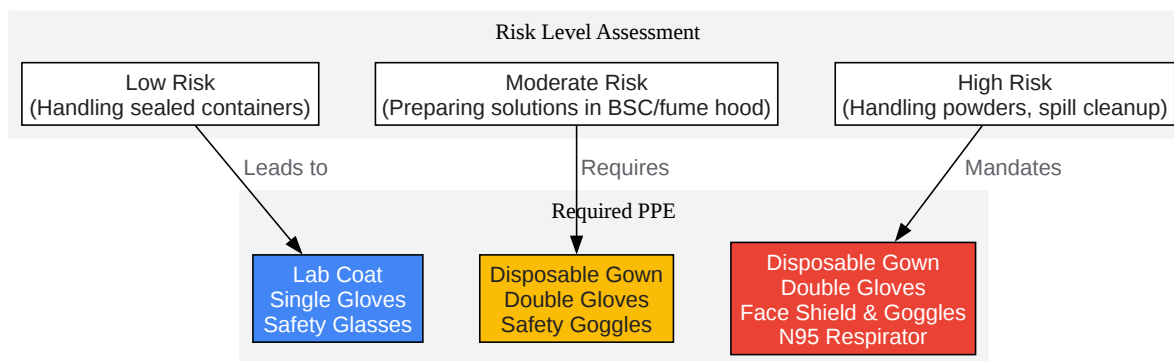 Risk Level Assessment
Low Risk
(Handling sealed containers)
Moderate Risk
(Preparing solutions in BSC/fume hood)
High Risk
(Handling powders, spill cleanup)
Leads to
Requires
Mandates
Required PPE
Lab Coat
Single Gloves
Safety Glasses
Disposable Gown
Double Gloves
Safety Goggles
Disposable Gown
Double Gloves
Face Shield & Goggles
N95 Respirator